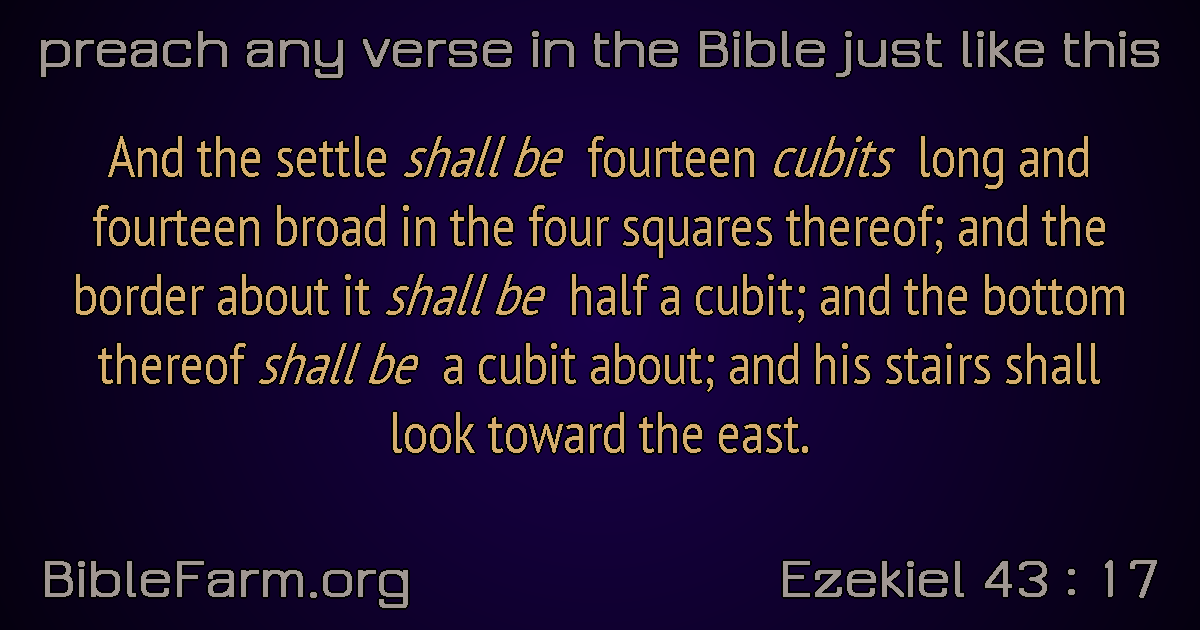 preach any verse in the Bible just like this
And the settle shall be fourteen cubits long and
fourteen broad in the four squares thereof; and the
border about it shall be half a cubit; and the bottom
thereof shall be a cubit about; and his stairs shall
look toward the east.
BibleFarm.org
Ezekiel 43 : 17